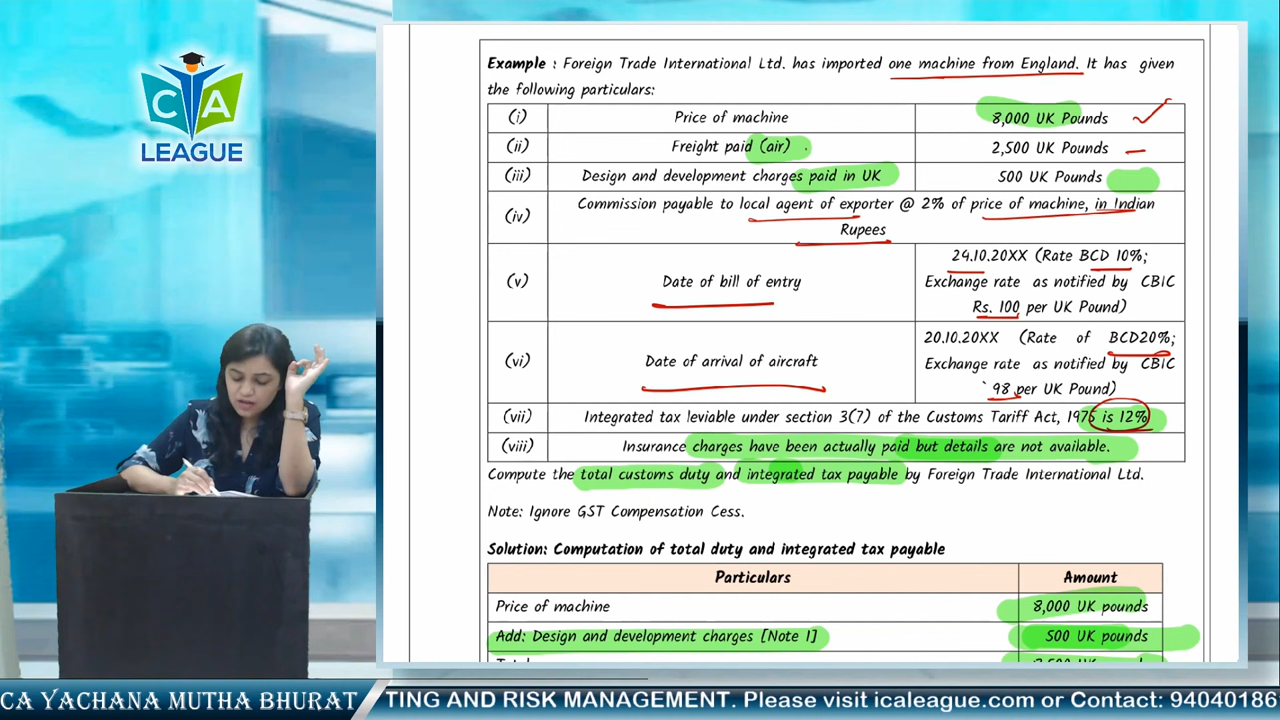 CA
LEAGUE
Example : Foreign Trade International Ltd. has imported one machine from England. It has given
the following particulars:
(i) Price of machine 8,000 UK Pounds
(ii) Freight paid (air) . 2,500 UK Pounds
(iii) Design and development charges paid in UK 500 UK Pounds
(iv) Commission payable to local agent of exporter @ 2% of price of machine, in Indian
Rupees
(v) Date of bill of entry 24.10.20XX (Rate BCD 10%;
Exchange rate as notified by CBIC
Rs. 100 per UK Pound)
(vi) Date of arrival of aircraft 20.10.20XX (Rate of BCD20%;
Exchange rate as notified by CBIC
` 98 per UK Pound)
(vii) Integrated tax leviable under section 3(7) of the Customs Tariff Act, 1975 is 12%
(viii) Insurance charges have been actually paid but details are not available.
Compute the total customs duty and integrated tax payable by Foreign Trade International Ltd.
Note: Ignore GST Compensation Cess.
Solution: Computation of total duty and integrated tax payable
Particulars Amount
Price of machine 8,000 UK pounds
Add: Design and development charges [Note 1] 500 UK pounds
CA YACHANA MUTHA BHURAT
TING AND RISK MANAGEMENT. Please visit icaleague.com or Contact: 94040186